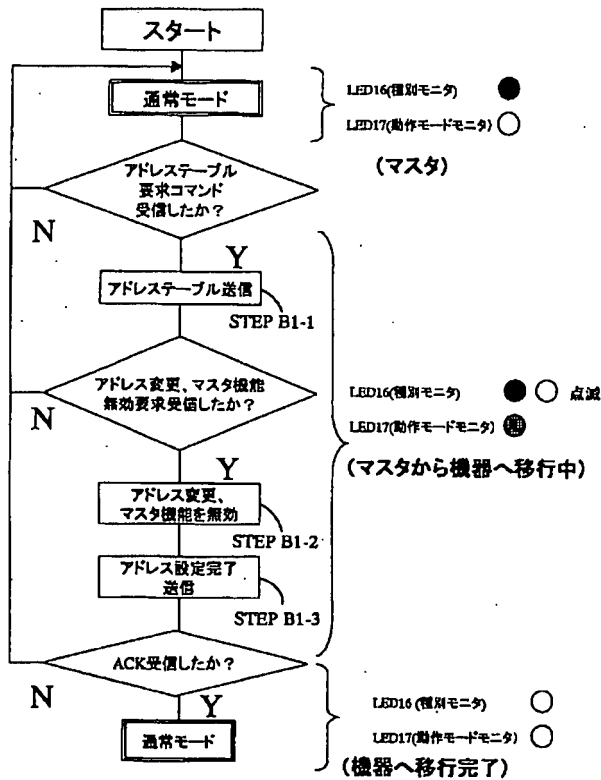 スタート
通常モード
LED16(種別モニタ)
LED17(動作モードモニタ)
(マスタ)
アドレステーブル
要求コマンド
受信したか？
N
Y
アドレステーブル送信
STEP B1-1
アドレス変更、マスタ機能
無効要求受信したか？
N
Y
LED16(種別モニタ)
点滅
LED17(動作モードモニタ)
(マスタから機器へ移行中)
アドレス変更、
マスタ機能を無効
STEP B1-2
アドレス設定完了
送信
STEP B1-3
ACK受信したか？
N
Y
通常モード
LED16(種別モニタ)
LED17(動作モードモニタ)
(機器へ移行完了)